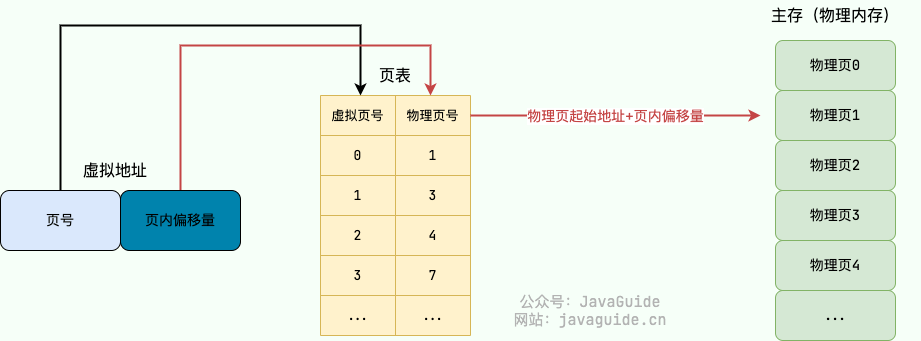 主存（物理内存）
物理页0
页表
虚拟页号 物理页号
物理页起始地址+页内偏移量
物理页1
0 1
虚拟地址
物理页2
1 3
页号 页内偏移量
物理页3
2 4
物理页4
3 7
公众号：JavaGuide
网站：javaguide.cn
... ...
...